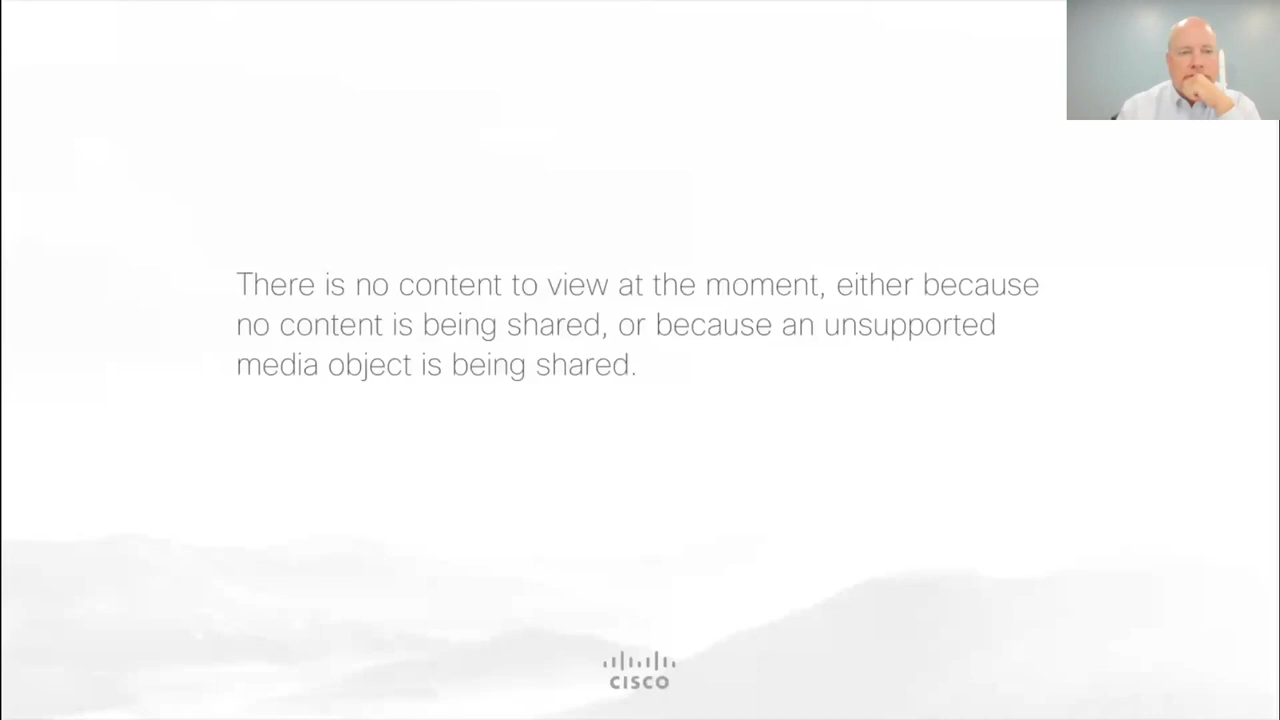 There is no content to view at the moment, either because
no content is being shared, or because an unsupported
media object is being shared.
CISCO